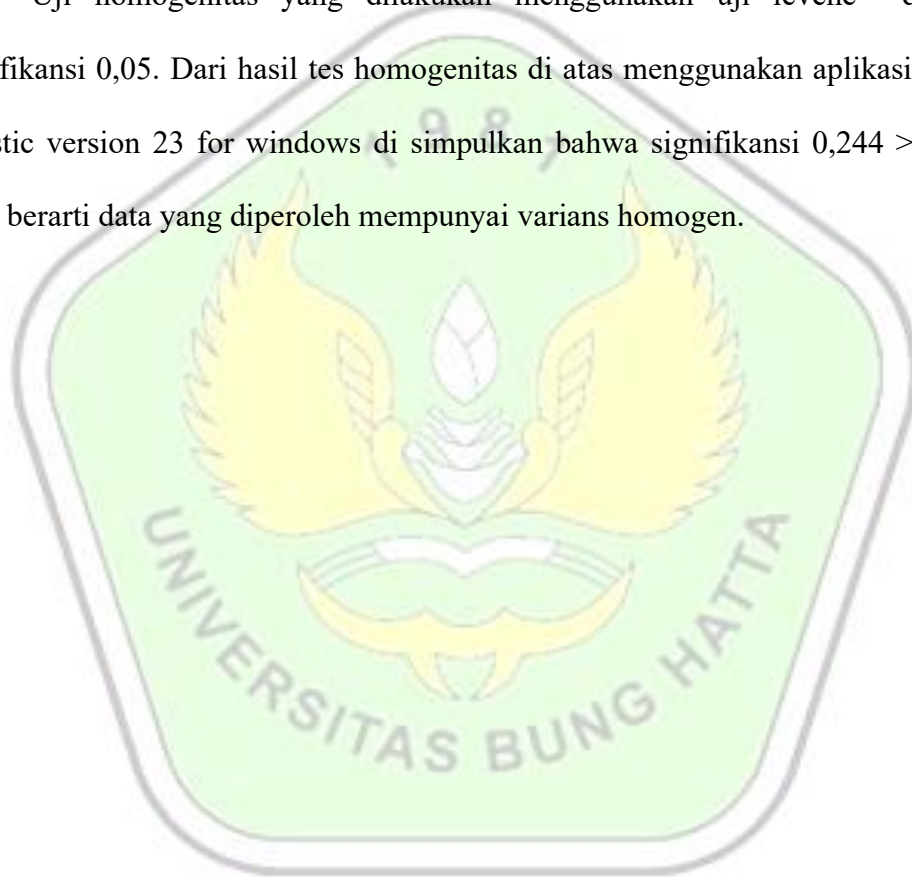 Uji homogenitas yang dilakukan menggunakan uji levene d
fikansi 0,05. Dari hasil tes homogenitas di atas menggunakan aplikasi
stic version 23 for windows di simpulkan bahwa signifikansi 0,244 >
berarti data yang diperoleh mempunyai varians homogen.
1981
UNIVERSITAS BUNG HATTA